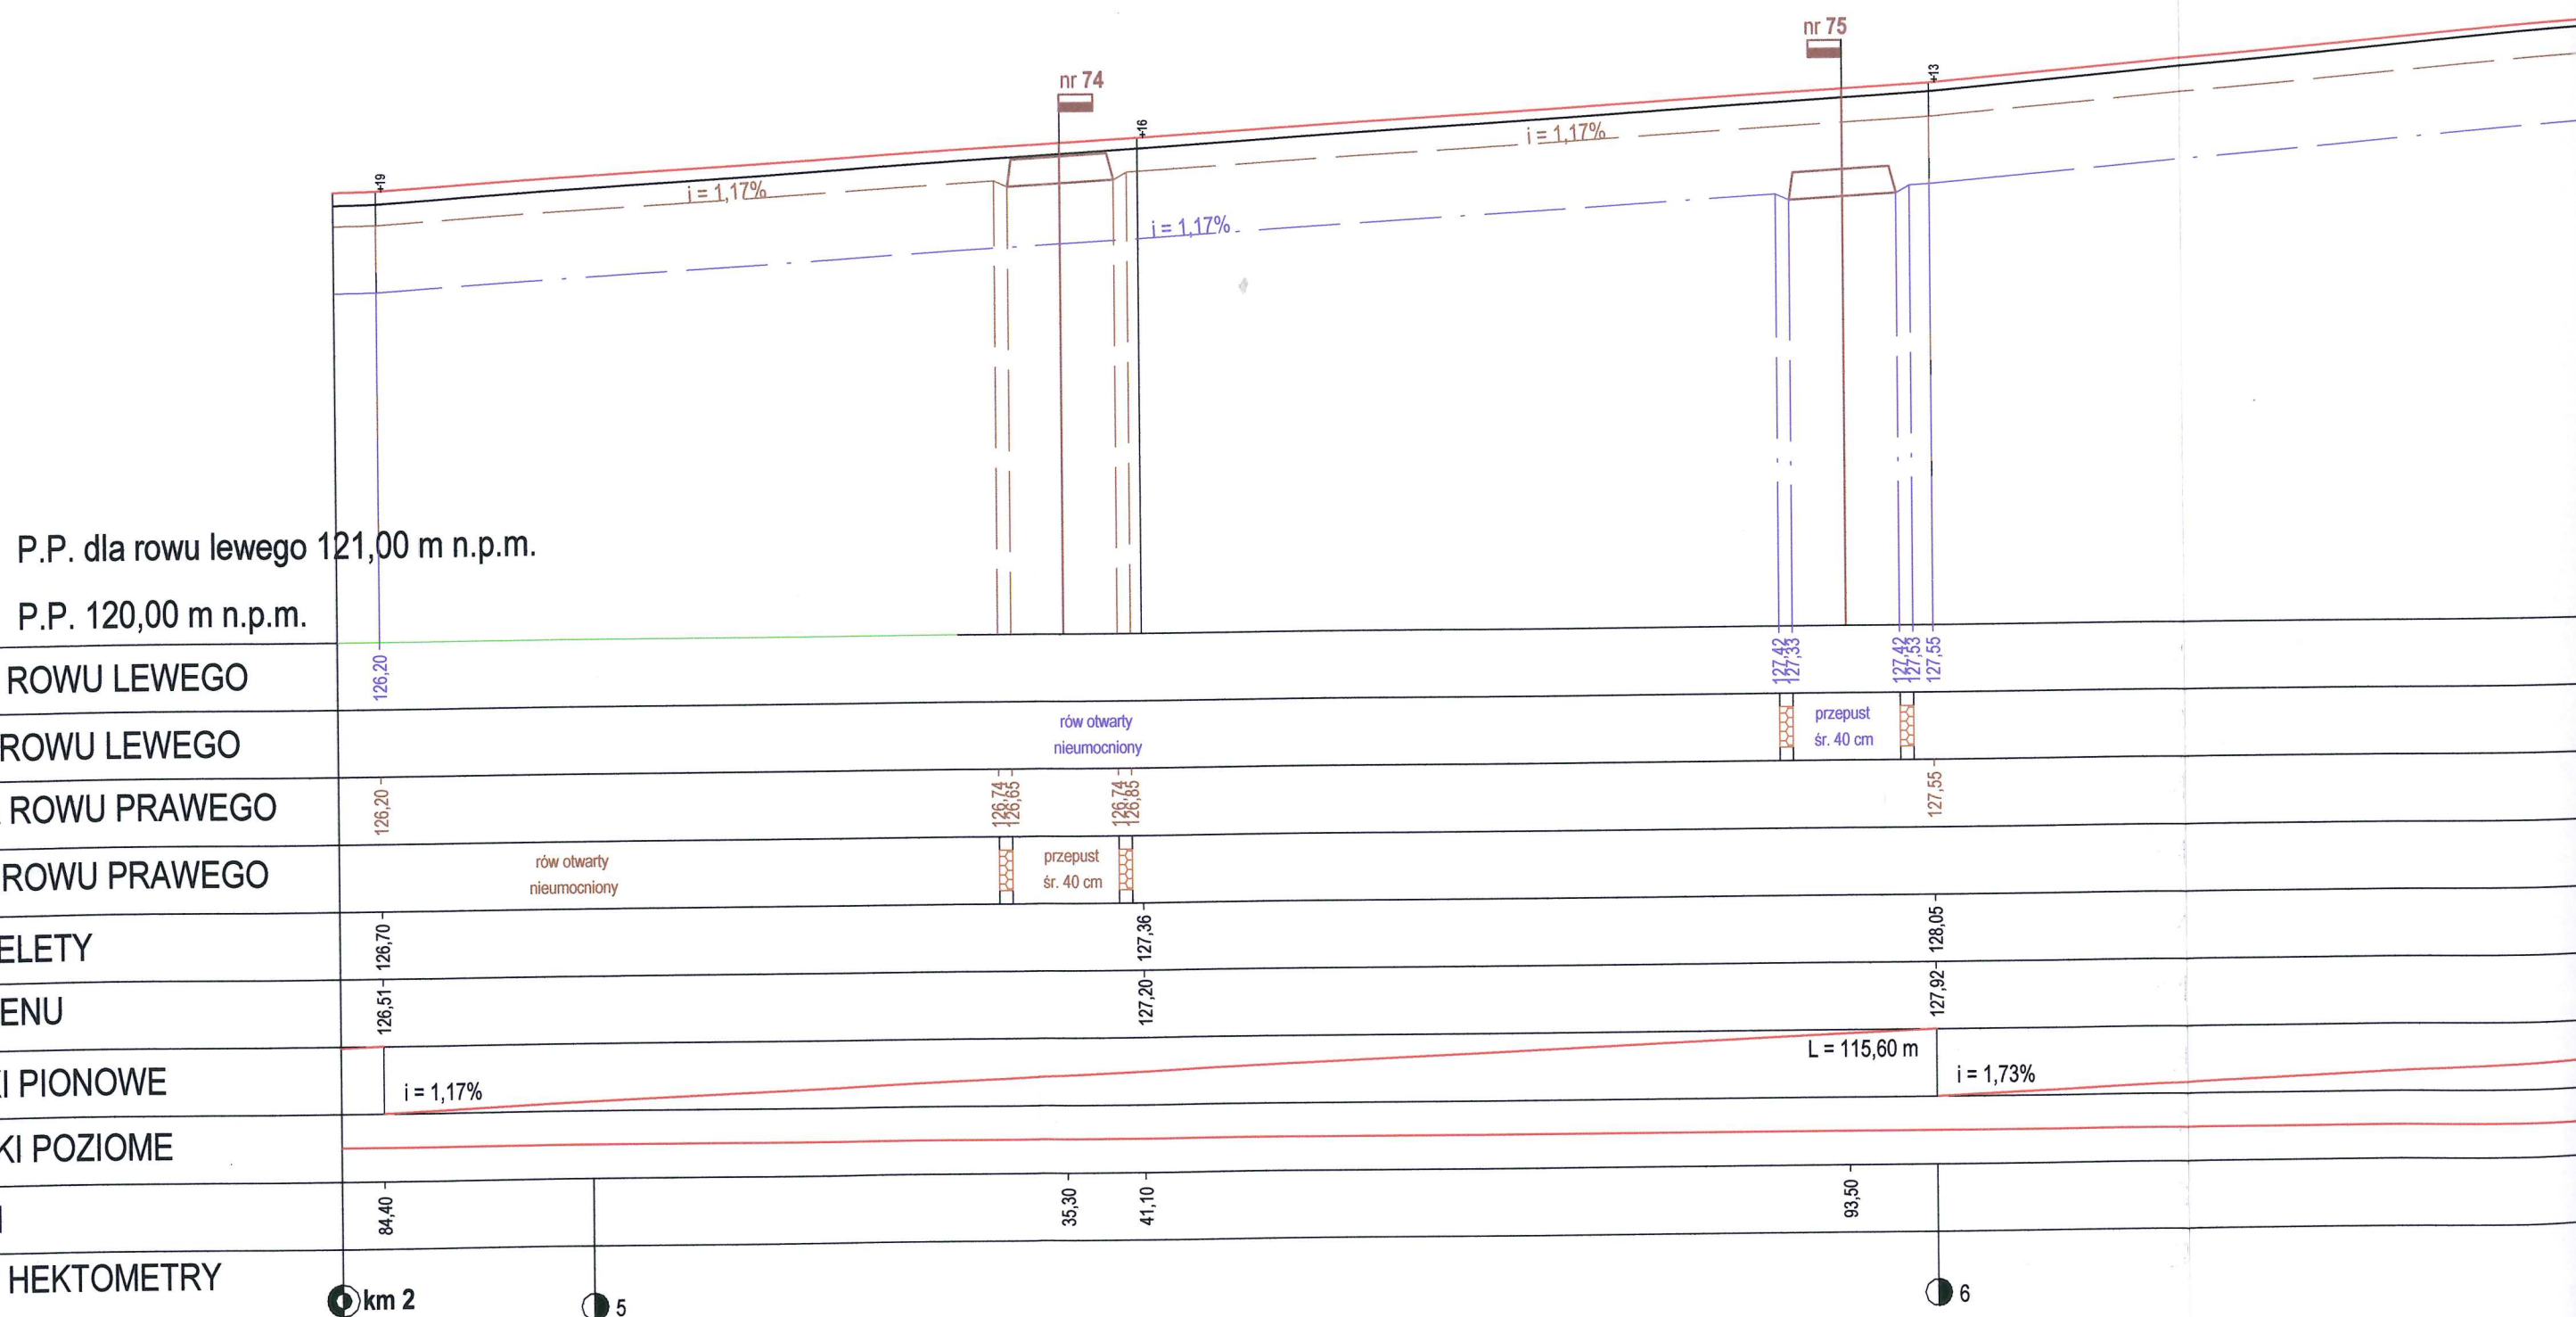 nr 75
nr 74
+13
+16
+19
i = 1,17%
i = 1,17%
i = 1,17%
P.P. dla rowu lewego 121,00 m n.p.m.
P.P. 120,00 m n.p.m.
ROWU LEWEGO
126,20
127,42
127,33
127,42
127,53
127,55
ROWU LEWEGO
rów otwarty
nieumocniony
przepust
śr. 40 cm
ROWU PRAWEGO
126,20
126,74
126,65
126,74
126,85
127,55
ROWU PRAWEGO
rów otwarty
nieumocniony
przepust
śr. 40 cm
ELETY
126,70
127,36
128,05
ENU
126,51
127,20
127,92
I PIONOWE
i = 1,17%
L = 115,60 m
i = 1,73%
KI POZIOME
84,40
35,30
41,10
93,50
HEKTOMETRY
km 2
5
6